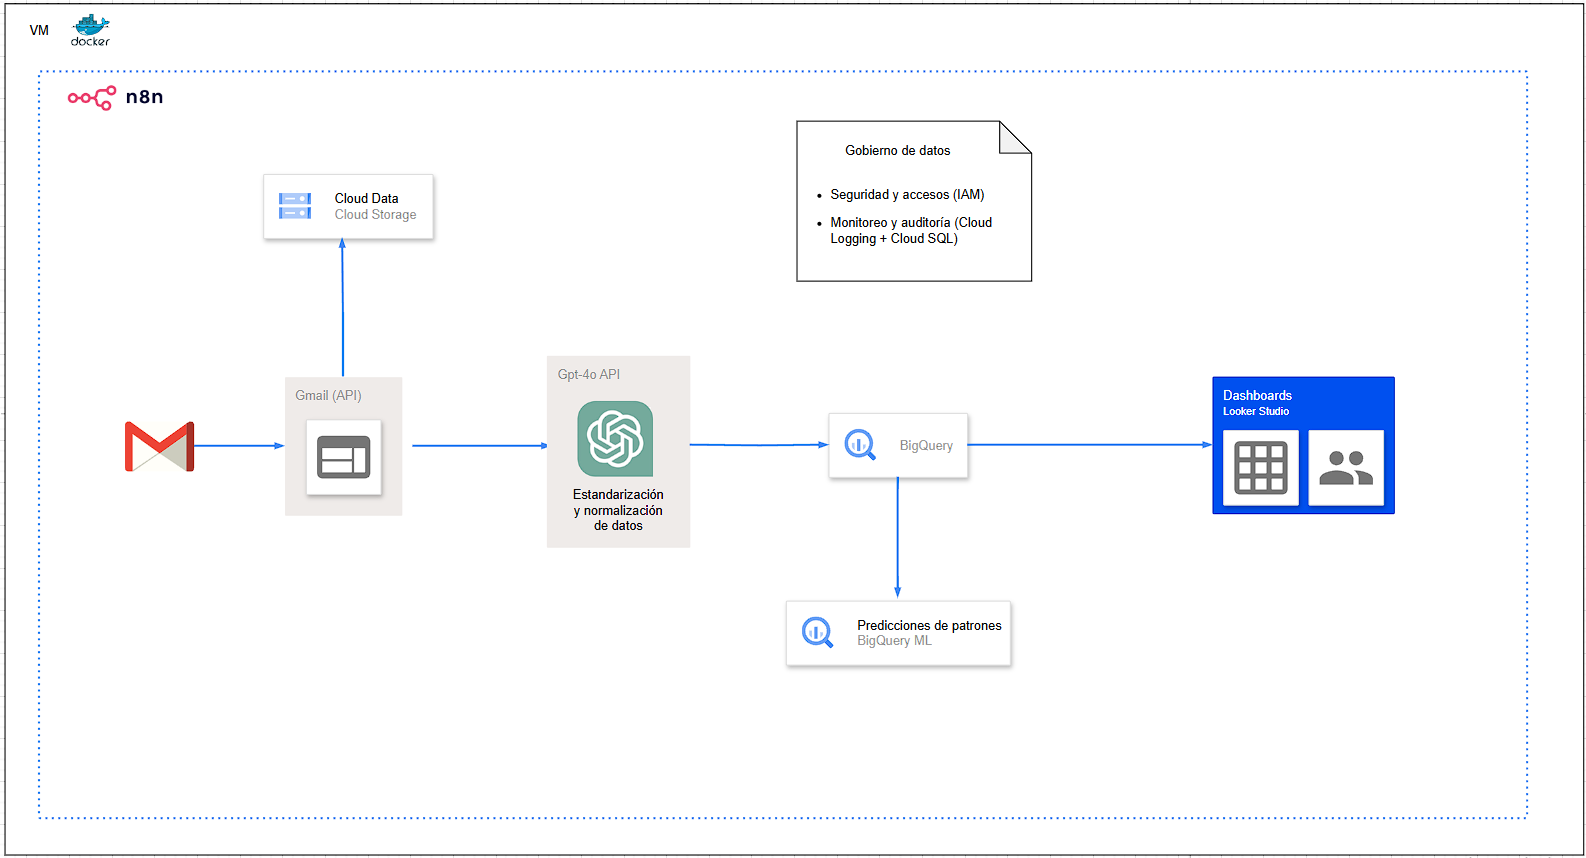 VM
docker
n8n
Gobierno de datos
Seguridad y accesos (IAM)
Monitoreo y auditoría (Cloud
Logging + Cloud SQL)
Cloud Data
Cloud Storage
Gmail (API)
Gpt-4o API
Estandarización
y normalización
de datos
BigQuery
Dashboards
Looker Studio
Predicciones de patrones
BigQuery ML